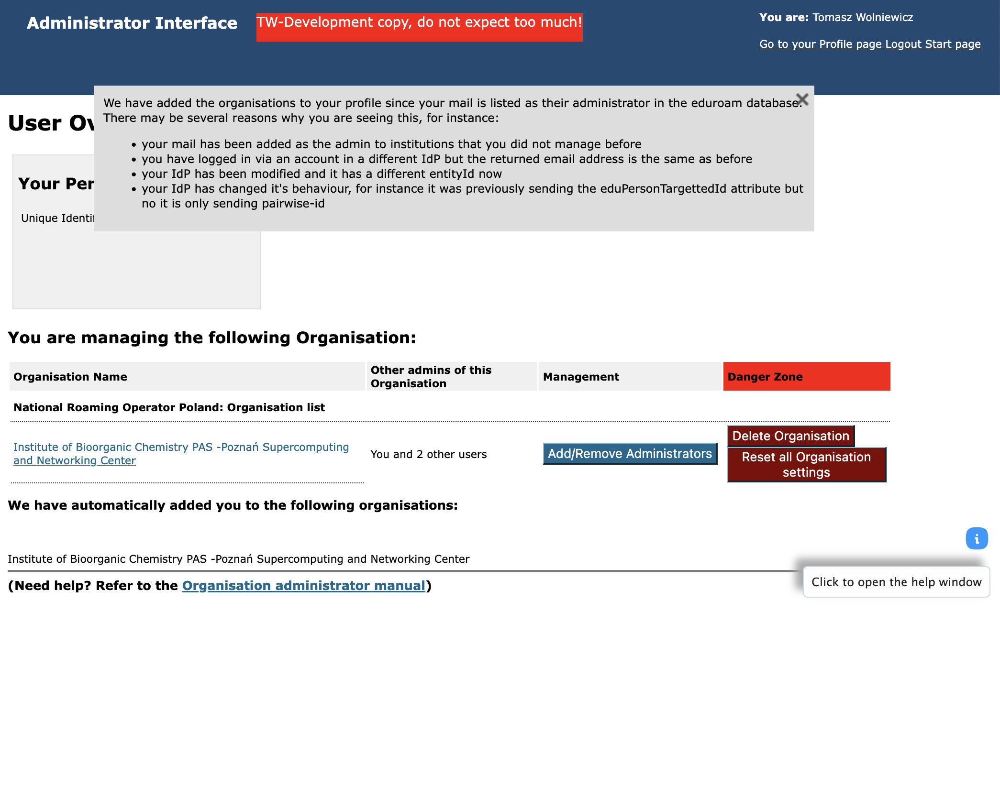 Administrator Interface
TW-Development copy, do not expect too much!
You are: Tomasz Wolniewicz
Go to your Profile page Logout Start page
We have added the organisations to your profile since your mail is listed as their administrator in the eduroam database.
There may be several reasons why you are seeing this, for instance:
• your mail has been added as the admin to institutions that you did not manage before
• you have logged in via an account in a different IdP but the returned email address is the same as before
• your IdP has been modified and it has a different entityId now
• your IdP has changed it's behaviour, for instance it was previously sending the eduPersonTargettedId attribute but
no it is only sending pairwise-id
User
Your
Unique
You are managing the following Organisation:
Organisation Name
Other admins of this
Organisation
Management
Danger Zone
National Roaming Operator Poland: Organisation list
Institute of Bioorganic Chemistry PAS -Poznań Supercomputing
and Networking Center
You and 2 other users
Add/Remove Administrators
Delete Organisation
Reset all Organisation
settings
We have automatically added you to the following organisations:
Institute of Bioorganic Chemistry PAS -Poznań Supercomputing and Networking Center
(Need help? Refer to the Organisation administrator manual)
Click to open the help window